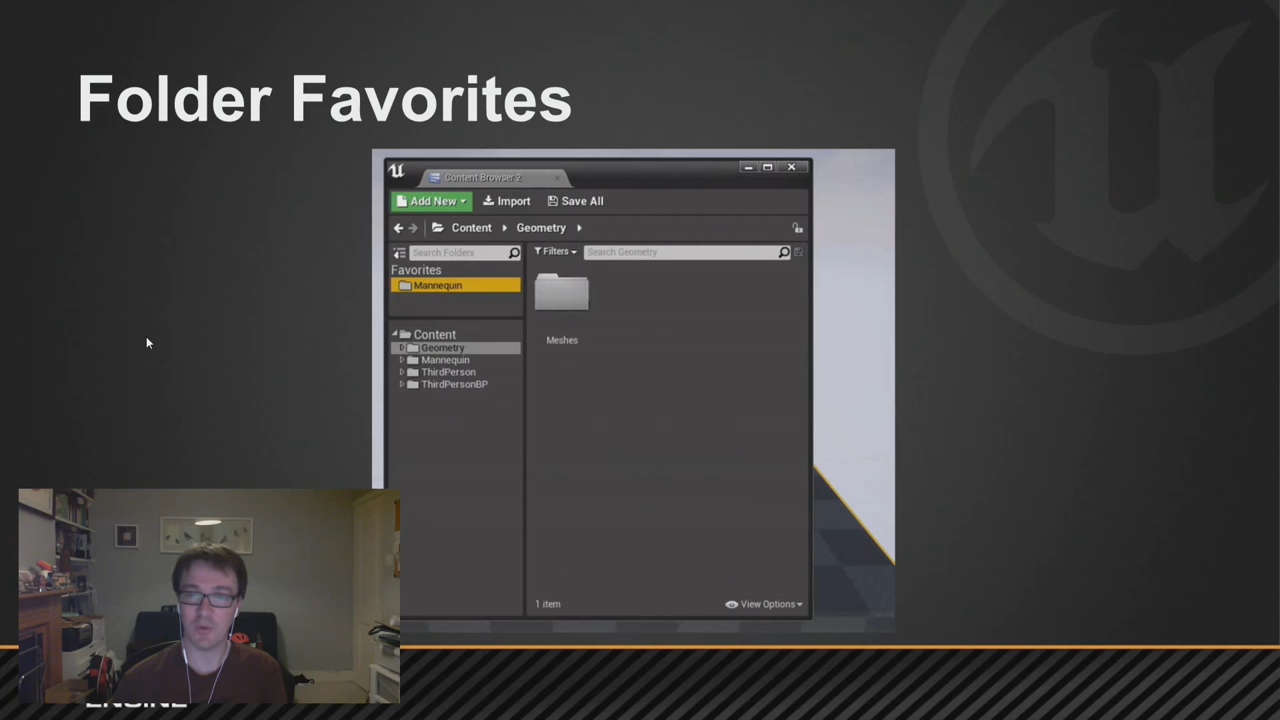 Folder Favorites
Content Browser 2
Add New
Import
Save All
Content
Geometry
Search Folders
Filters
Search Geometry
Favorites
Mannequin
Content
Geometry
Mannequin
ThirdPerson
ThirdPersonBP
Meshes
1 item
View Options
ENGINE